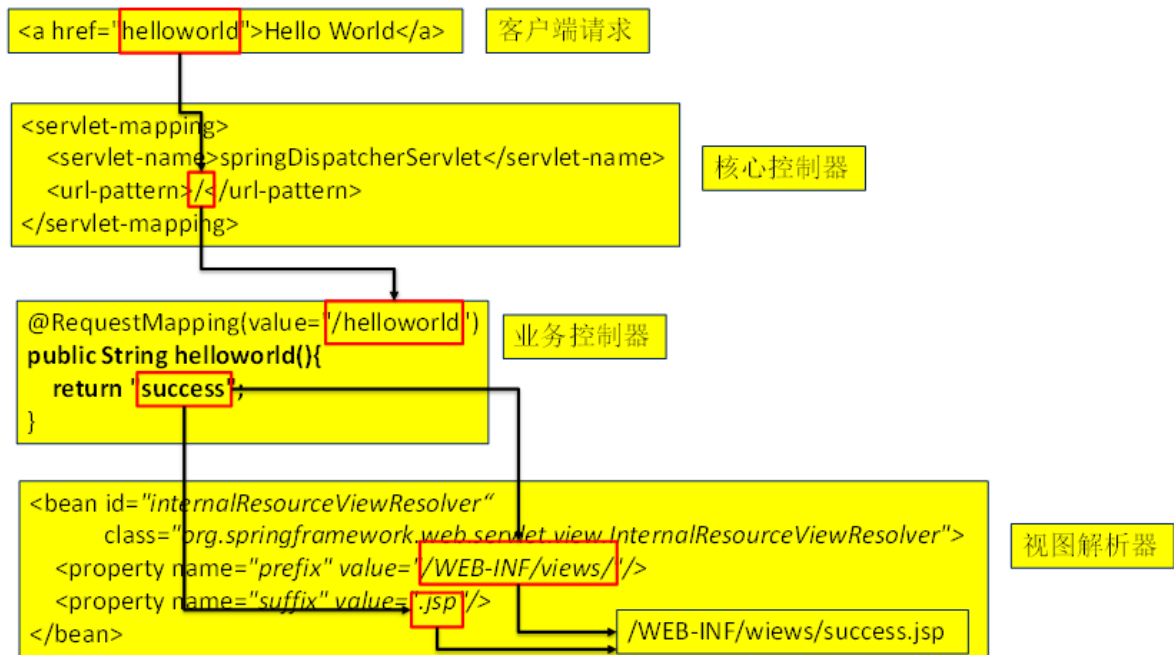 <a href="helloworld">Hello World</a>
客户端请求
<servlet-mapping>
<servlet-name>springDispatcherServlet</servlet-name>
<url-pattern>/</url-pattern>
</servlet-mapping>
核心控制器
@RequestMapping(value="/helloworld")
public String helloworld(){
return "success";
}
业务控制器
<bean id="internalResourceViewResolver“
class="org.springframework.web.servlet.view.InternalResourceViewResolver">
<property name="prefix" value="/WEB-INF/views/"/>
<property name="suffix" value=".jsp"/>
</bean>
视图解析器
/WEB-INF/wiews/success.jsp